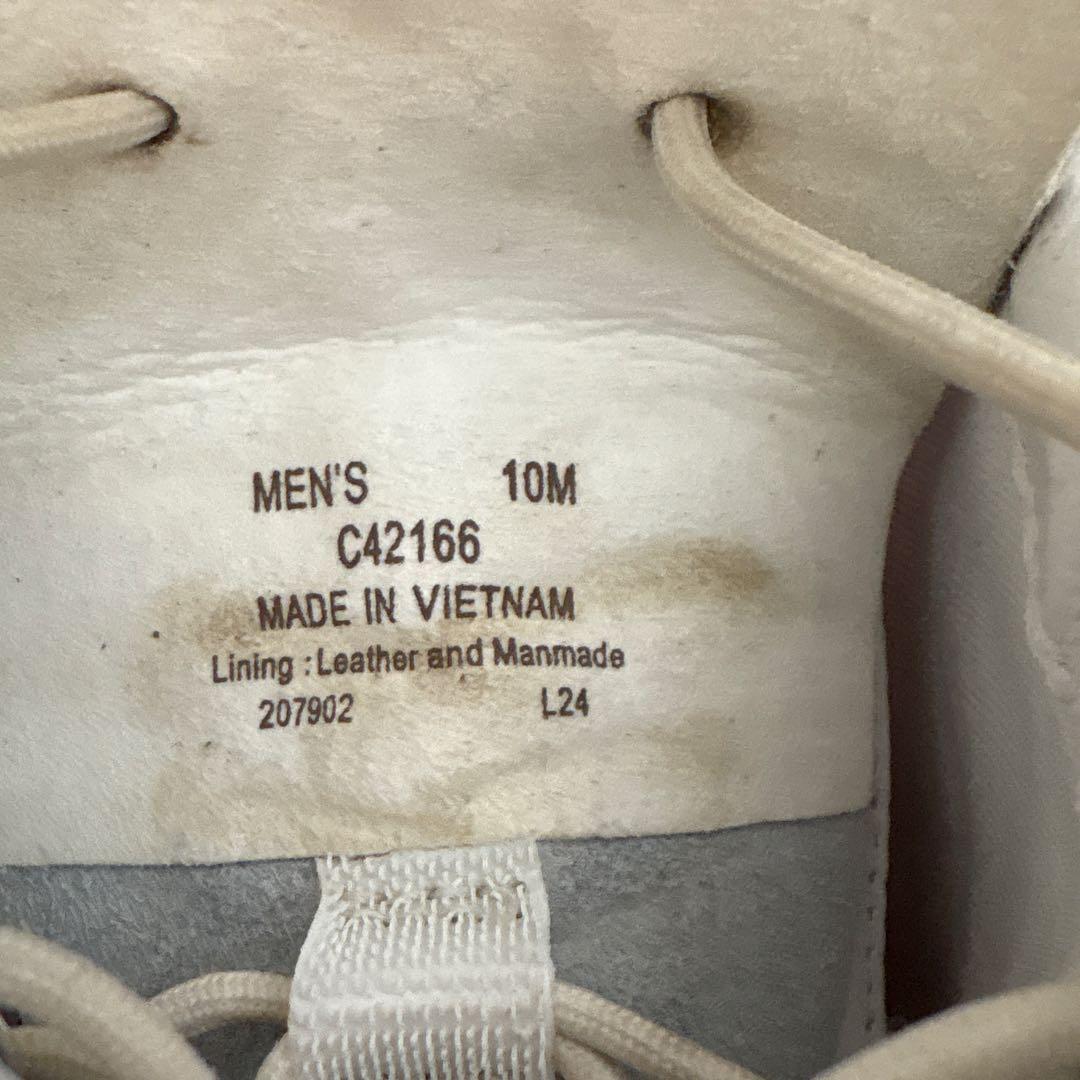 MEN'S 10M
C42166
MADE IN VIETNAM
Lining : Leather and Manmade
207902 L24